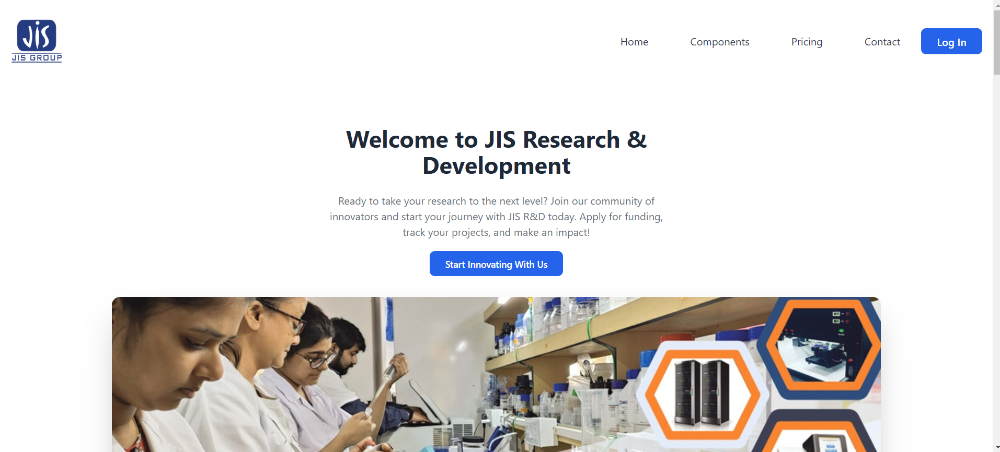 JIS
JIS GROUP
Home
Components
Pricing
Contact
Log In
Welcome to JIS Research &
Development
Ready to take your research to the next level? Join our community of
innovators and start your journey with JIS R&D today. Apply for funding,
track your projects, and make an impact!
Start Innovating With Us